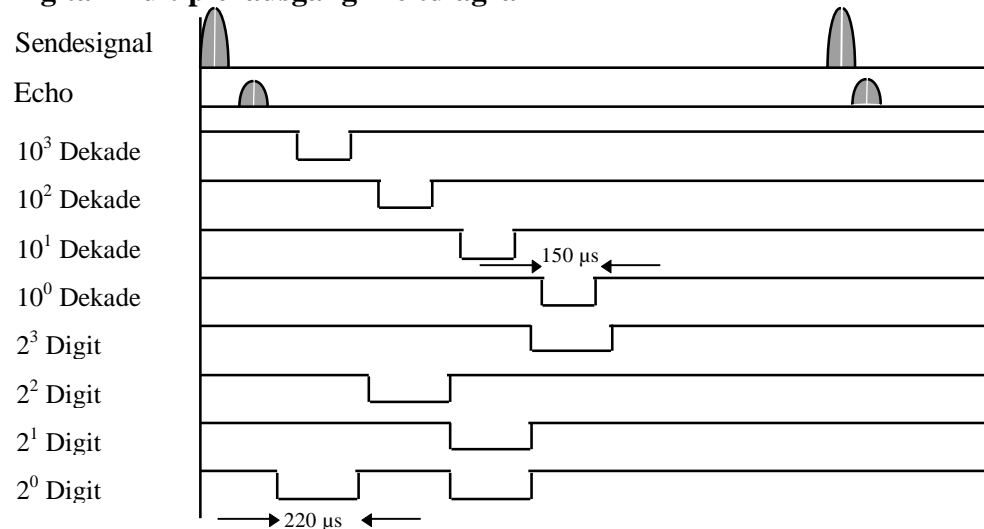 Sendesignal
Echo
10³ Dekade
10² Dekade
10¹ Dekade
150 µs
10⁰ Dekade
2³ Digit
2² Digit
2¹ Digit
2⁰ Digit
220 µs